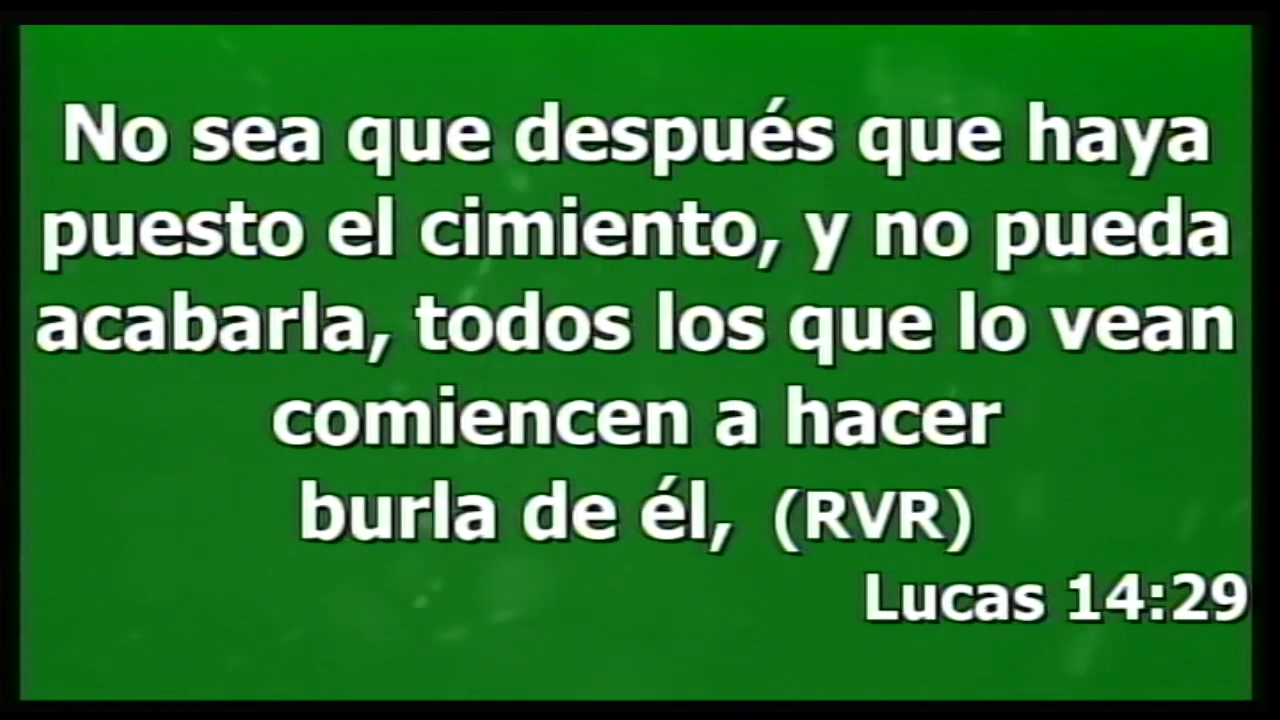 No sea que después que haya
puesto el cimiento, y no pueda
acabarla, todos los que lo vean
comiencen a hacer
burla de él, (RVR)
Lucas 14:29